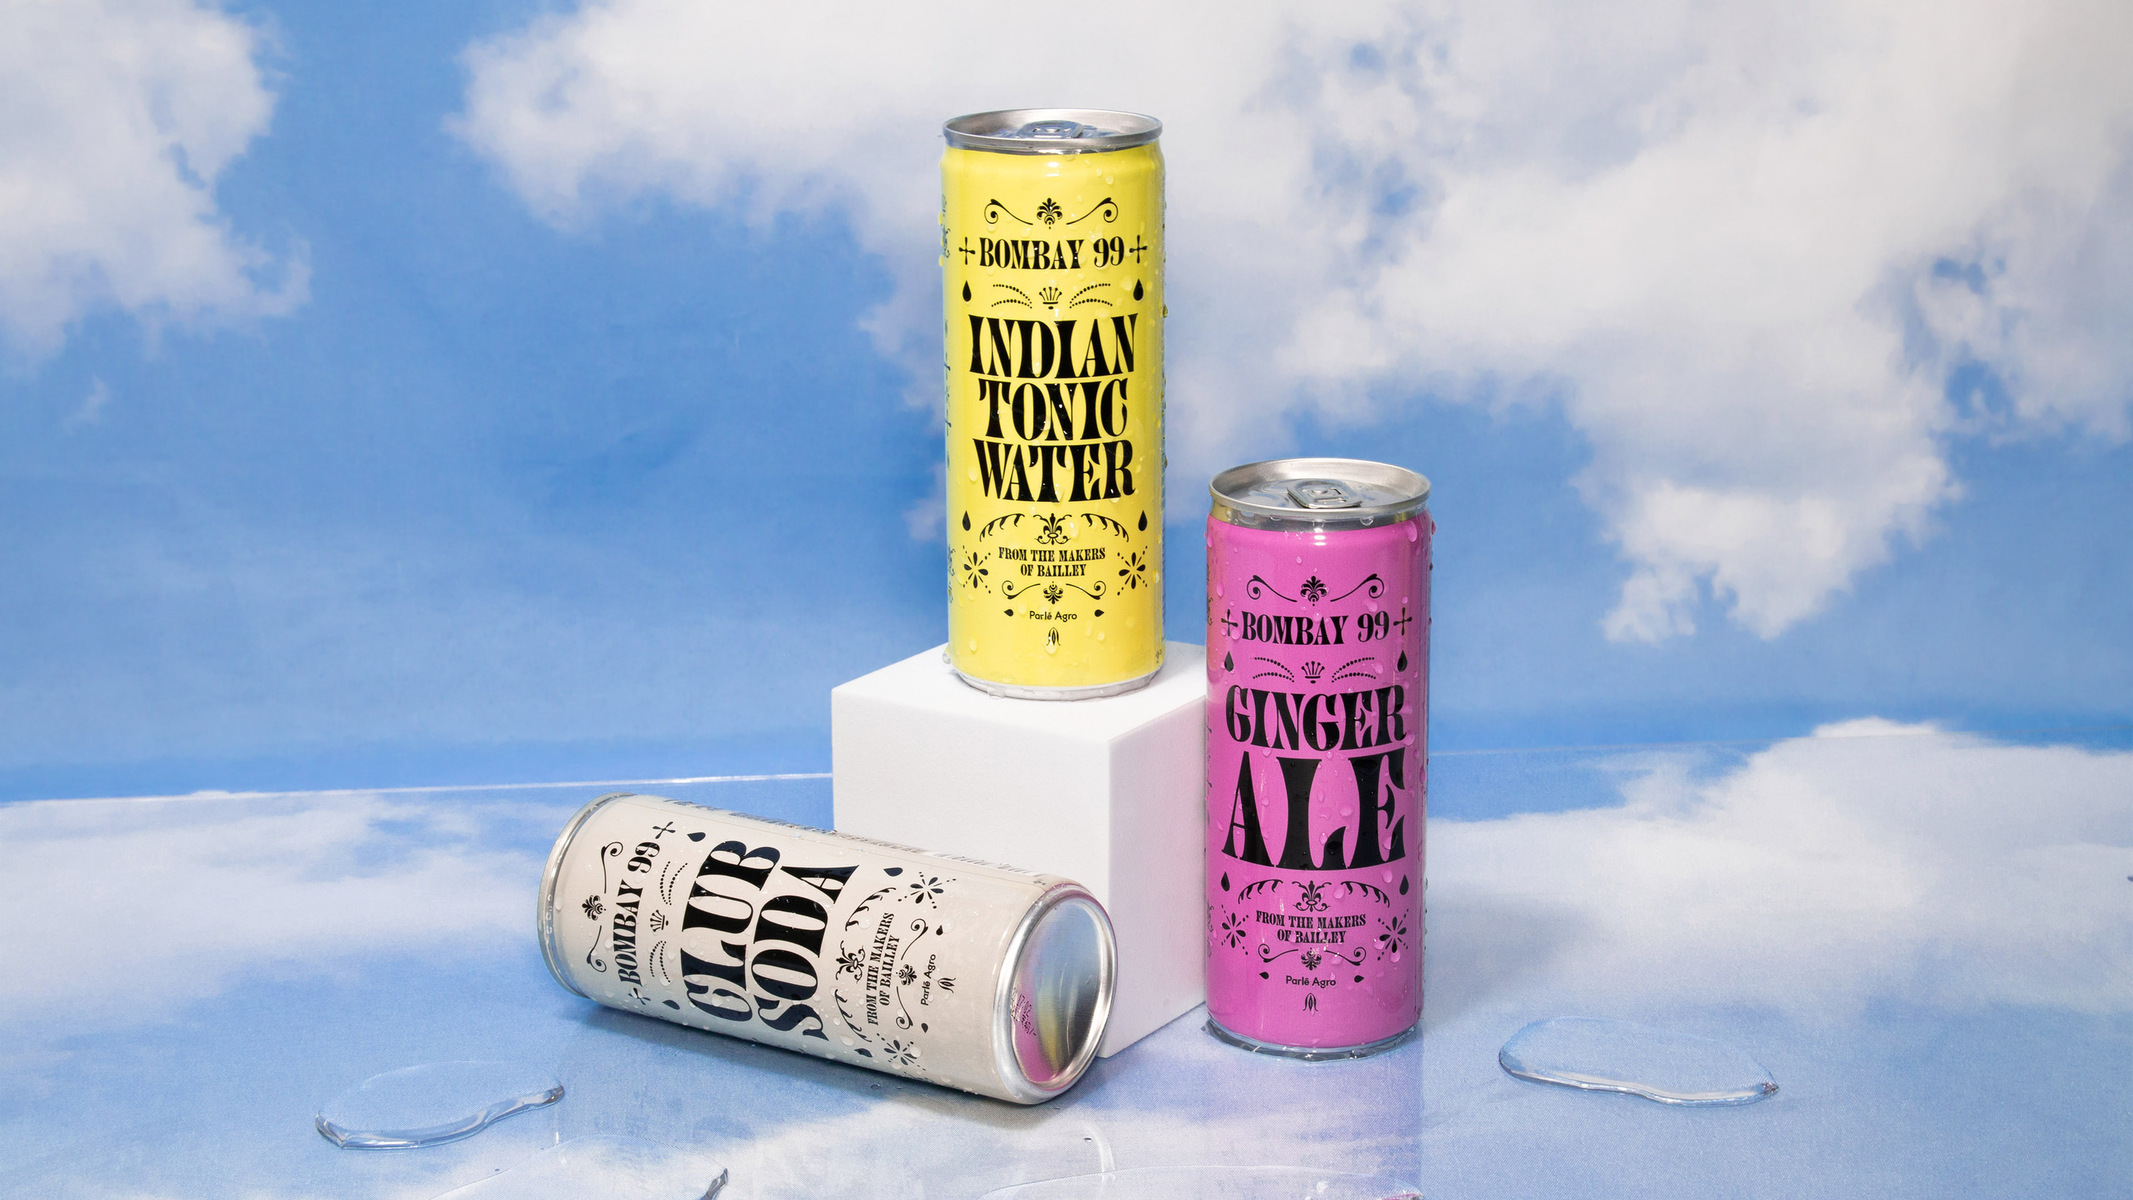 BOMBAY 99
INDIAN
TONIC
WATER
FROM THE MAKERS
OF BAILLEY
Parlé Agro
BOMBAY 99
GINGER
ALE
FROM THE MAKERS
OF BAILLEY
Parlé Agro
BOMBAY 99
CLUB
SODA
FROM THE MAKERS
OF BAILLEY
Parlé Agro